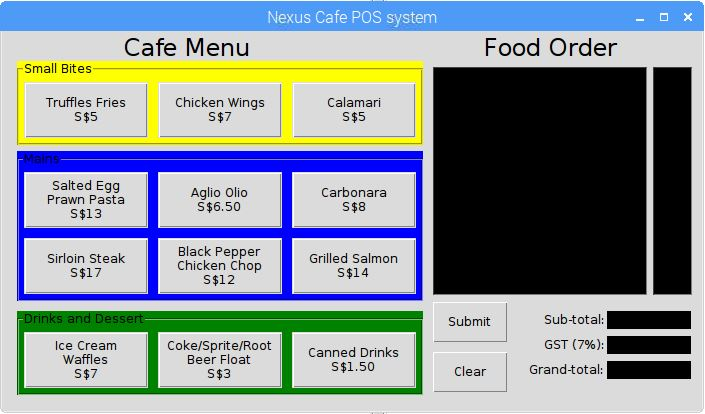 Nexus Cafe POS system
Cafe Menu
Food Order
Small Bites
Truffles Fries
S$5
Chicken Wings
S$7
Calamari
S$5
Mains
Salted Egg
Prawn Pasta
S$13
Aglio Olio
S$6.50
Carbonara
S$8
Sirloin Steak
S$17
Black Pepper
Chicken Chop
S$12
Grilled Salmon
S$14
Drinks and Dessert
Ice Cream
Waffles
S$7
Coke/Sprite/Root
Beer Float
S$3
Canned Drinks
S$1.50
Submit
Clear
Sub-total:
GST (7%):
Grand-total: